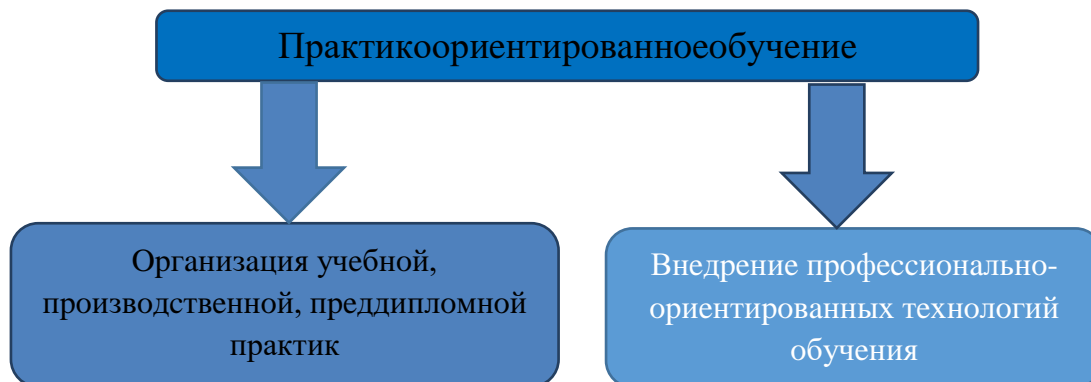 Практикоориентированноеобучение
Организация учебной,
производственной, преддипломной
практик
Внедрение профессионально-
ориентированных технологий
обучения